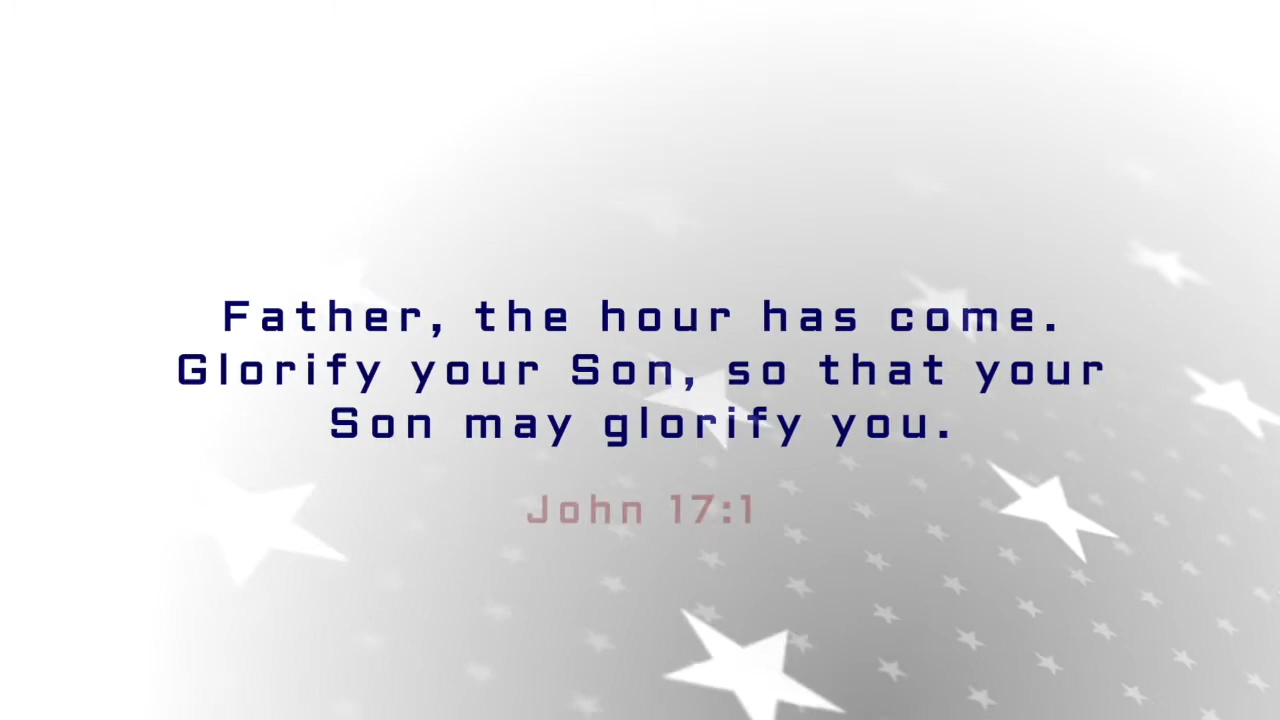 Father, the hour has come.
Glorify your Son, so that your
Son may glorify you.
John 17:1